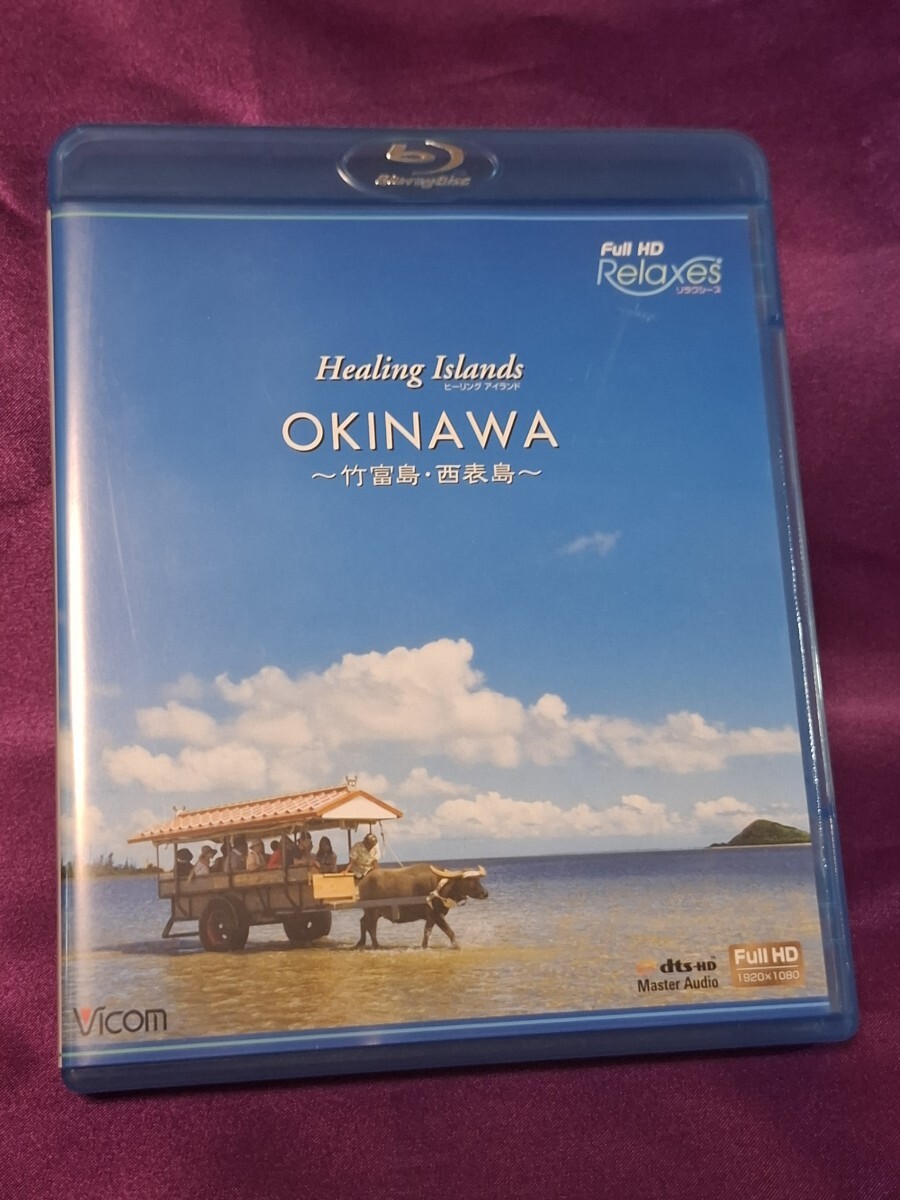 Blu-ray Disc
Full HD
Relaxes
リラクシーズ
Healing Islands
ヒーリング アイランド
OKINAWA
～竹富島・西表島～
dts-HD
Master Audio
Full HD
1920×1080
Vicom